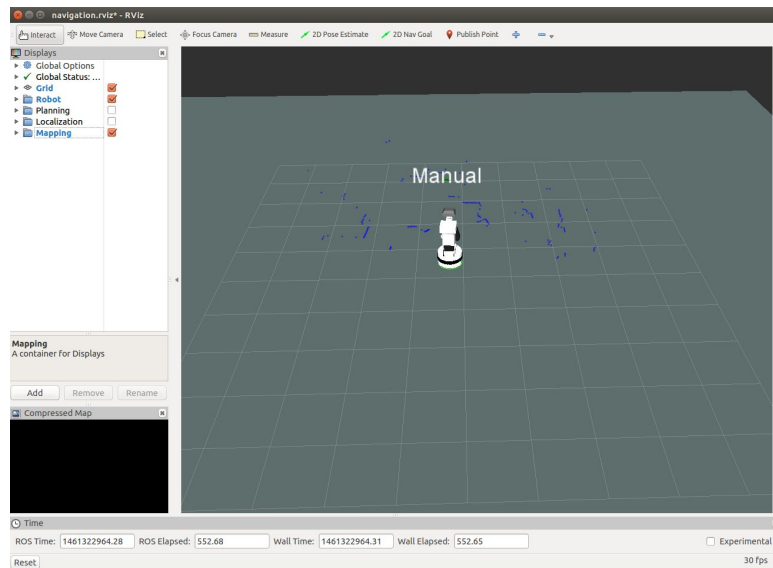 navigation.rviz* - RViz
Interact Move Camera Select Focus Camera Measure 2D Pose Estimate 2D Nav Goal Publish Point
Displays
Global Options
Global Status: ...
Grid
Robot
Planning
Localization
Mapping
Manual
Mapping
A container for Displays
Add Remove Rename
Compressed Map
Time
ROS Time: 1461322964.28 ROS Elapsed: 552.68 Wall Time: 1461322964.31 Wall Elapsed: 552.65 Experimental
Reset 30 fps